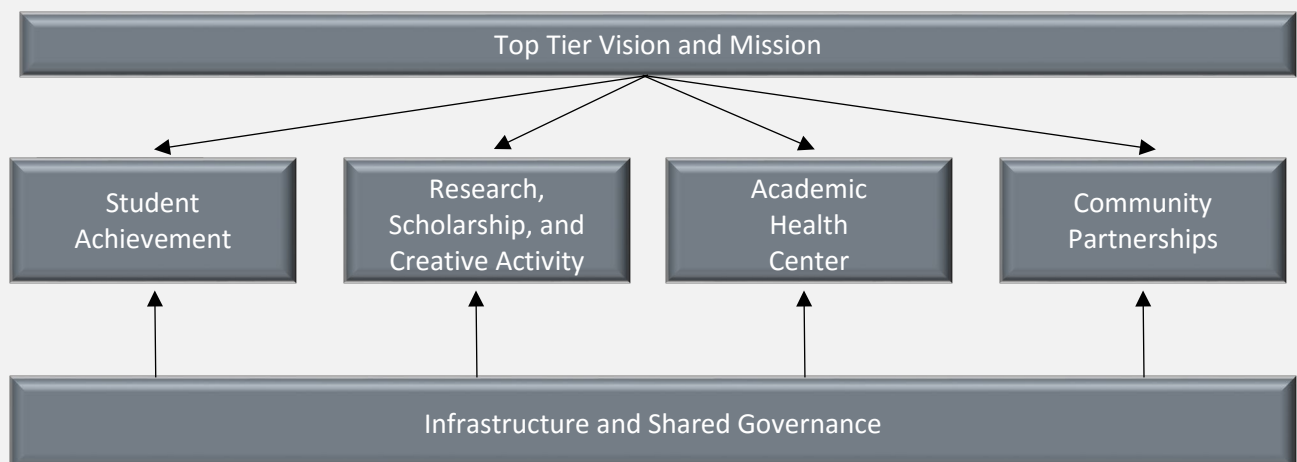 Top Tier Vision and Mission
Student
Achievement
Research,
Scholarship, and
Creative Activity
Academic
Health
Center
Community
Partnerships
Infrastructure and Shared Governance